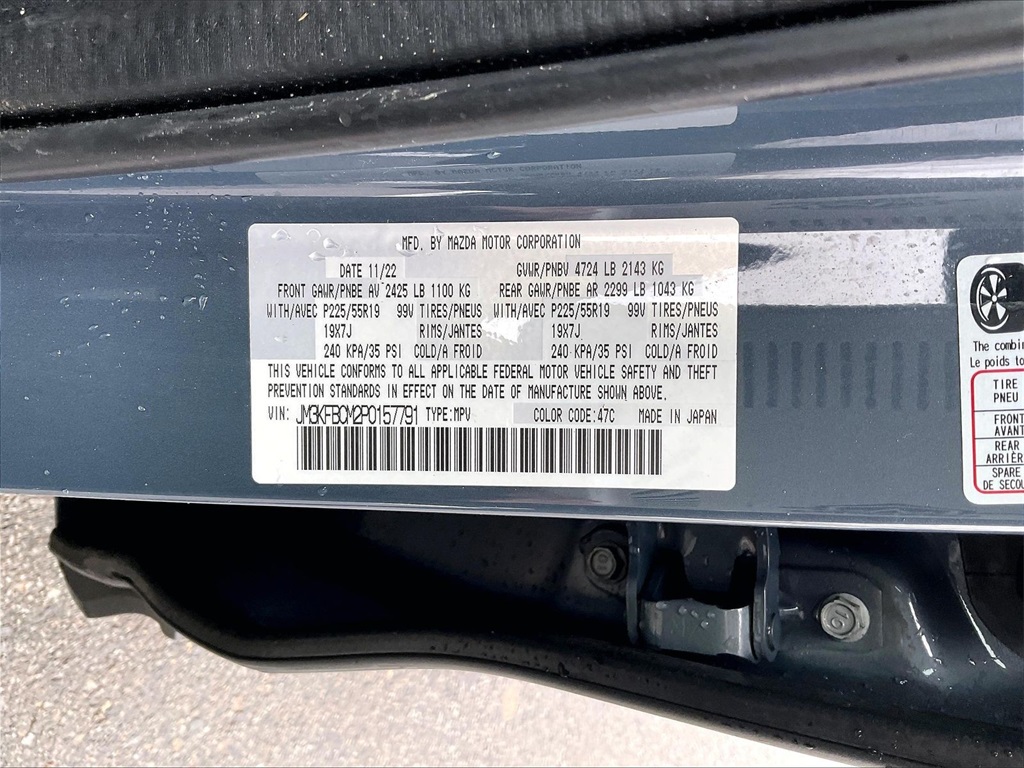 MFD. BY MAZDA MOTOR CORPORATION
DATE 11/22 GVWR/PNBV 4724 LB 2143 KG
FRONT GAWR/PNBE AV 2425 LB 1100 KG REAR GAWR/PNBE AR 2299 LB 1043 KG
WITH/AVEC P225/55R19 99V TIRES/PNEUS WITH/AVEC P225/55R19 99V TIRES/PNEUS
19X7J RIMS/JANTES 19X7J RIMS/JANTES
240 KPA/35 PSI COLD/A FROID 240 KPA/35 PSI COLD/A FROID
THIS VEHICLE CONFORMS TO ALL APPLICABLE FEDERAL MOTOR VEHICLE SAFETY AND THEFT
PREVENTION STANDARDS IN EFFECT ON THE DATE OF MANUFACTURE SHOWN ABOVE.
VIN: JM3KFBCM2P0157791 TYPE:MPV COLOR CODE:47C MADE IN JAPAN
The combin
Le poids to
TIRE
PNEU
FRONT
AVANT
REAR
ARRIÈR
SPARE
DE SECOU